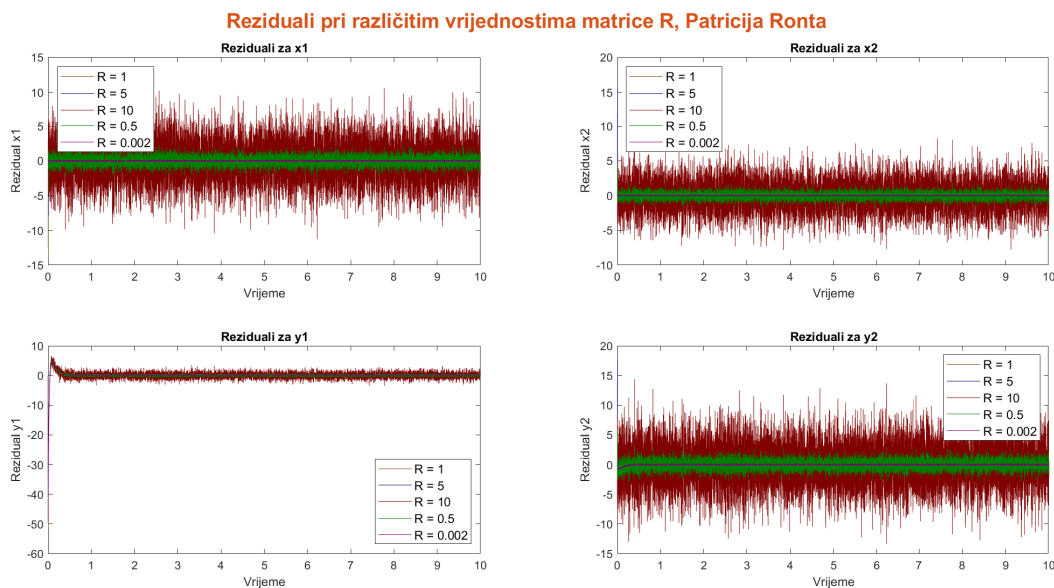 Reziduali pri različitim vrijednostima matrice R, Patricija Ronta
Reziduali za x1
15
10
5
0
-5
-10
-15
Rezidual x1
R = 1
R = 5
R = 10
R = 0.5
R = 0.002
0 1 2 3 4 5 6 7 8 9 10
Vrijeme
Reziduali za x2
20
15
10
5
0
-5
-10
Rezidual x2
R = 1
R = 5
R = 10
R = 0.5
R = 0.002
0 1 2 3 4 5 6 7 8 9 10
Vrijeme
Reziduali za y1
10
0
-10
-20
-30
-40
-50
-60
Rezidual y1
R = 1
R = 5
R = 10
R = 0.5
R = 0.002
0 1 2 3 4 5 6 7 8 9 10
Vrijeme
Reziduali za y2
20
15
10
5
0
-5
-10
-15
Rezidual y2
R = 1
R = 5
R = 10
R = 0.5
R = 0.002
0 1 2 3 4 5 6 7 8 9 10
Vrijeme